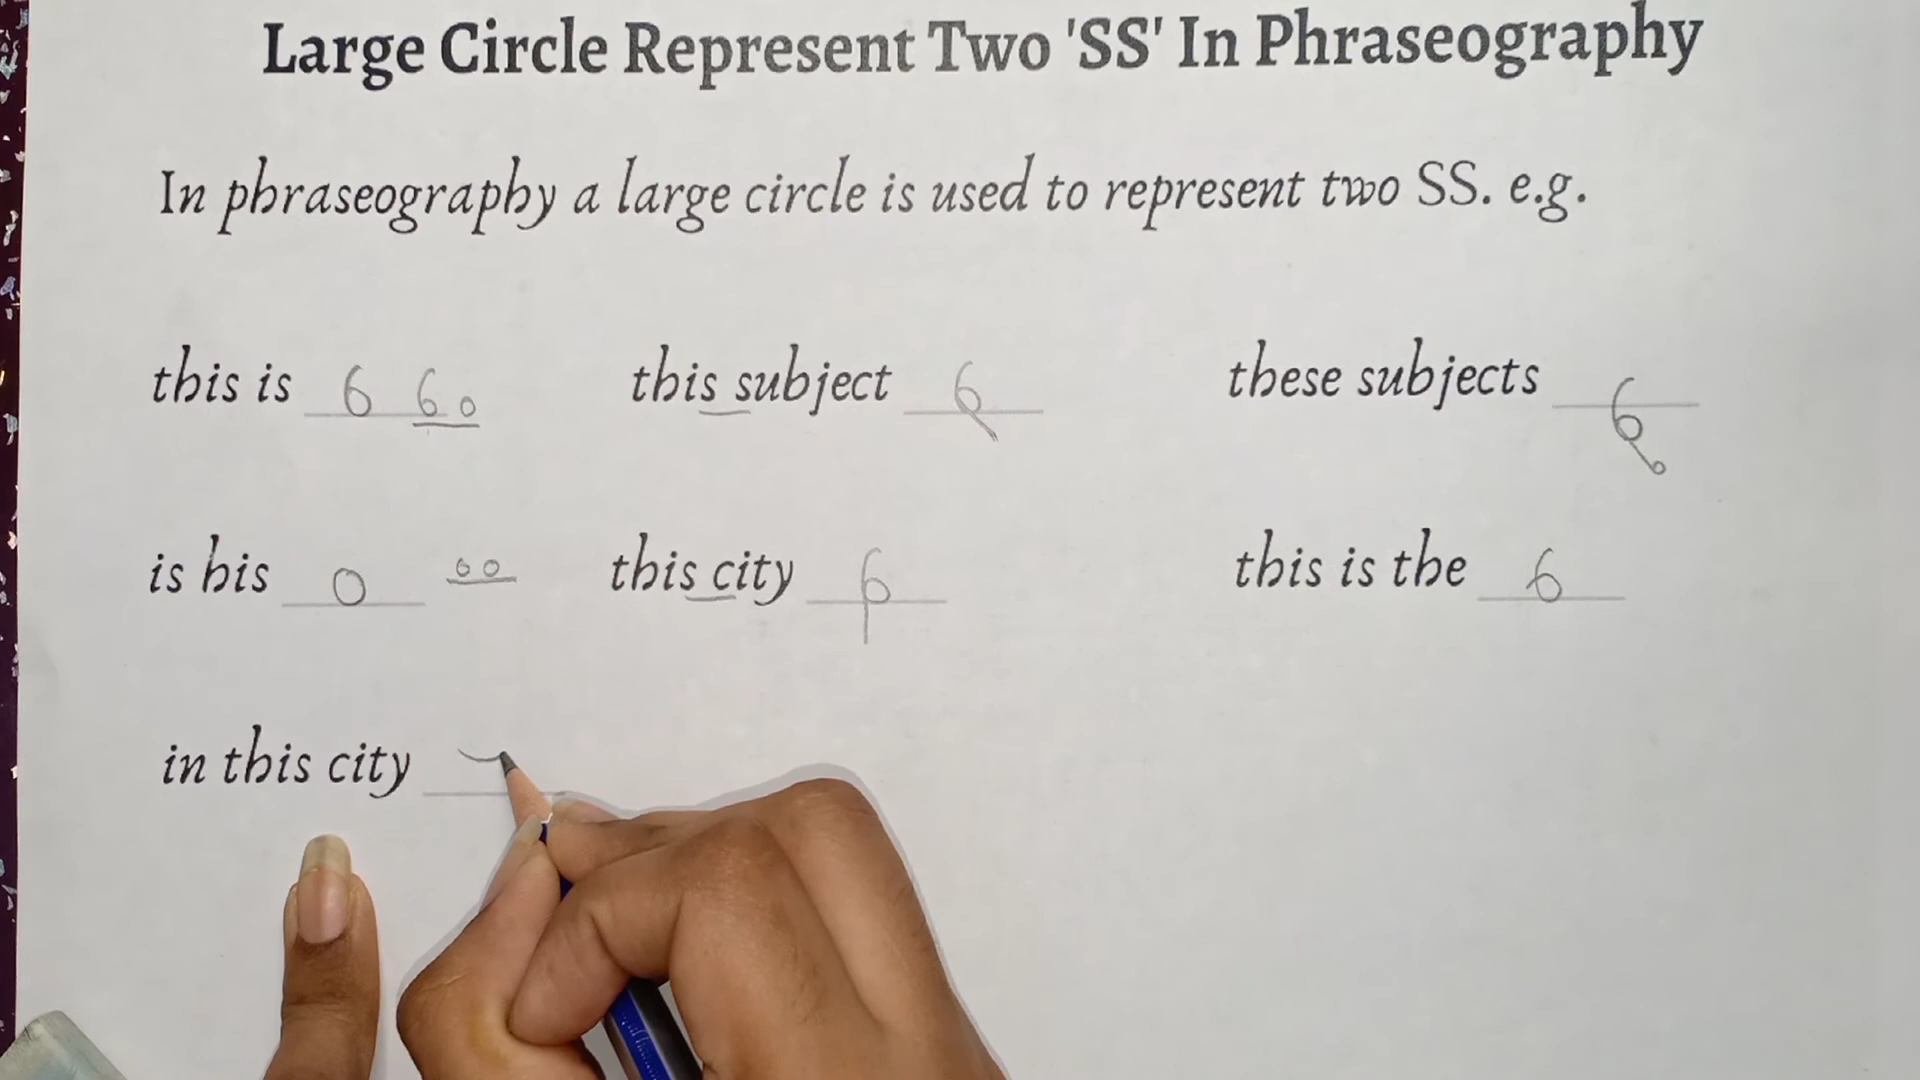 Large Circle Represent Two 'SS' In Phraseography
In phraseography a large circle is used to represent two SS. e.g.
this is this subject these subjects
is his this city this is the
in this city